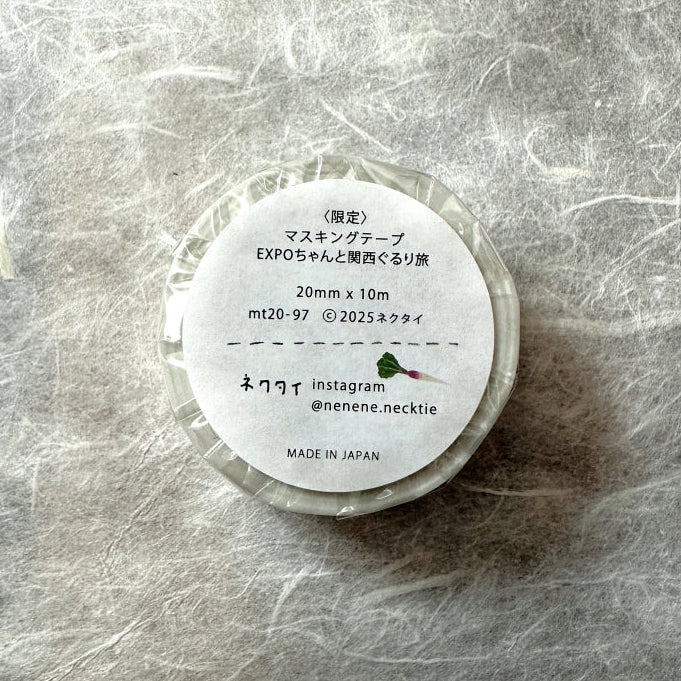 〈限定〉
マスキングテープ
EXPOちゃんと関西ぐるり旅
20mm x 10m
mt20-97 ©2025ネクタイ
ネクタイ instagram
@nenene.necktie
MADE IN JAPAN